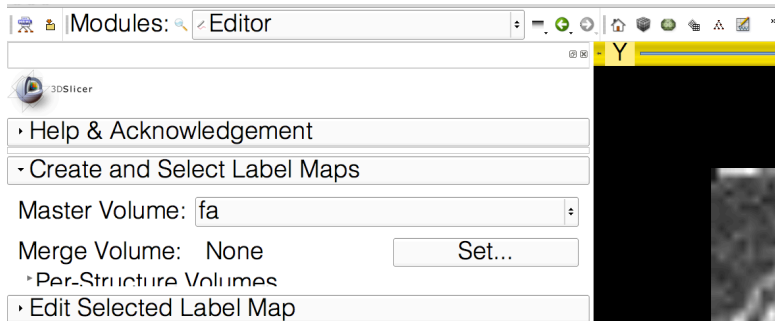 Modules: Editor
Y
3DSlicer
Help & Acknowledgement
Create and Select Label Maps
Master Volume: fa
Merge Volume: None Set...
Per-Structure Volumes
Edit Selected Label Map